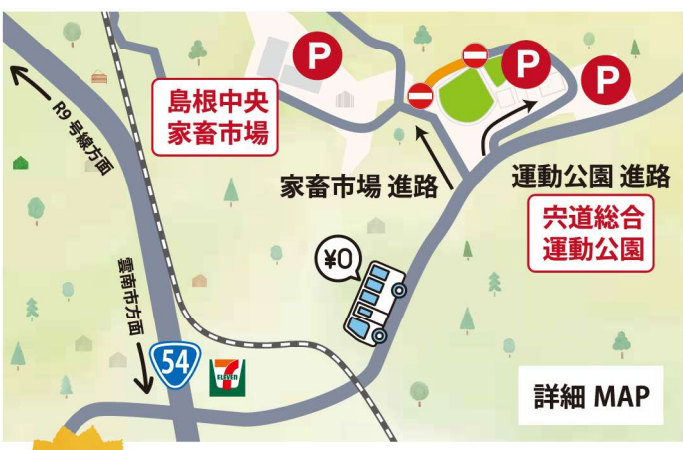 P
P
P
島根中央
家畜市場
R9号線方面
家畜市場 進路
運動公園 進路
宍道総合
運動公園
¥0
雲南市方面
54
7
ELEVEN
詳細 MAP